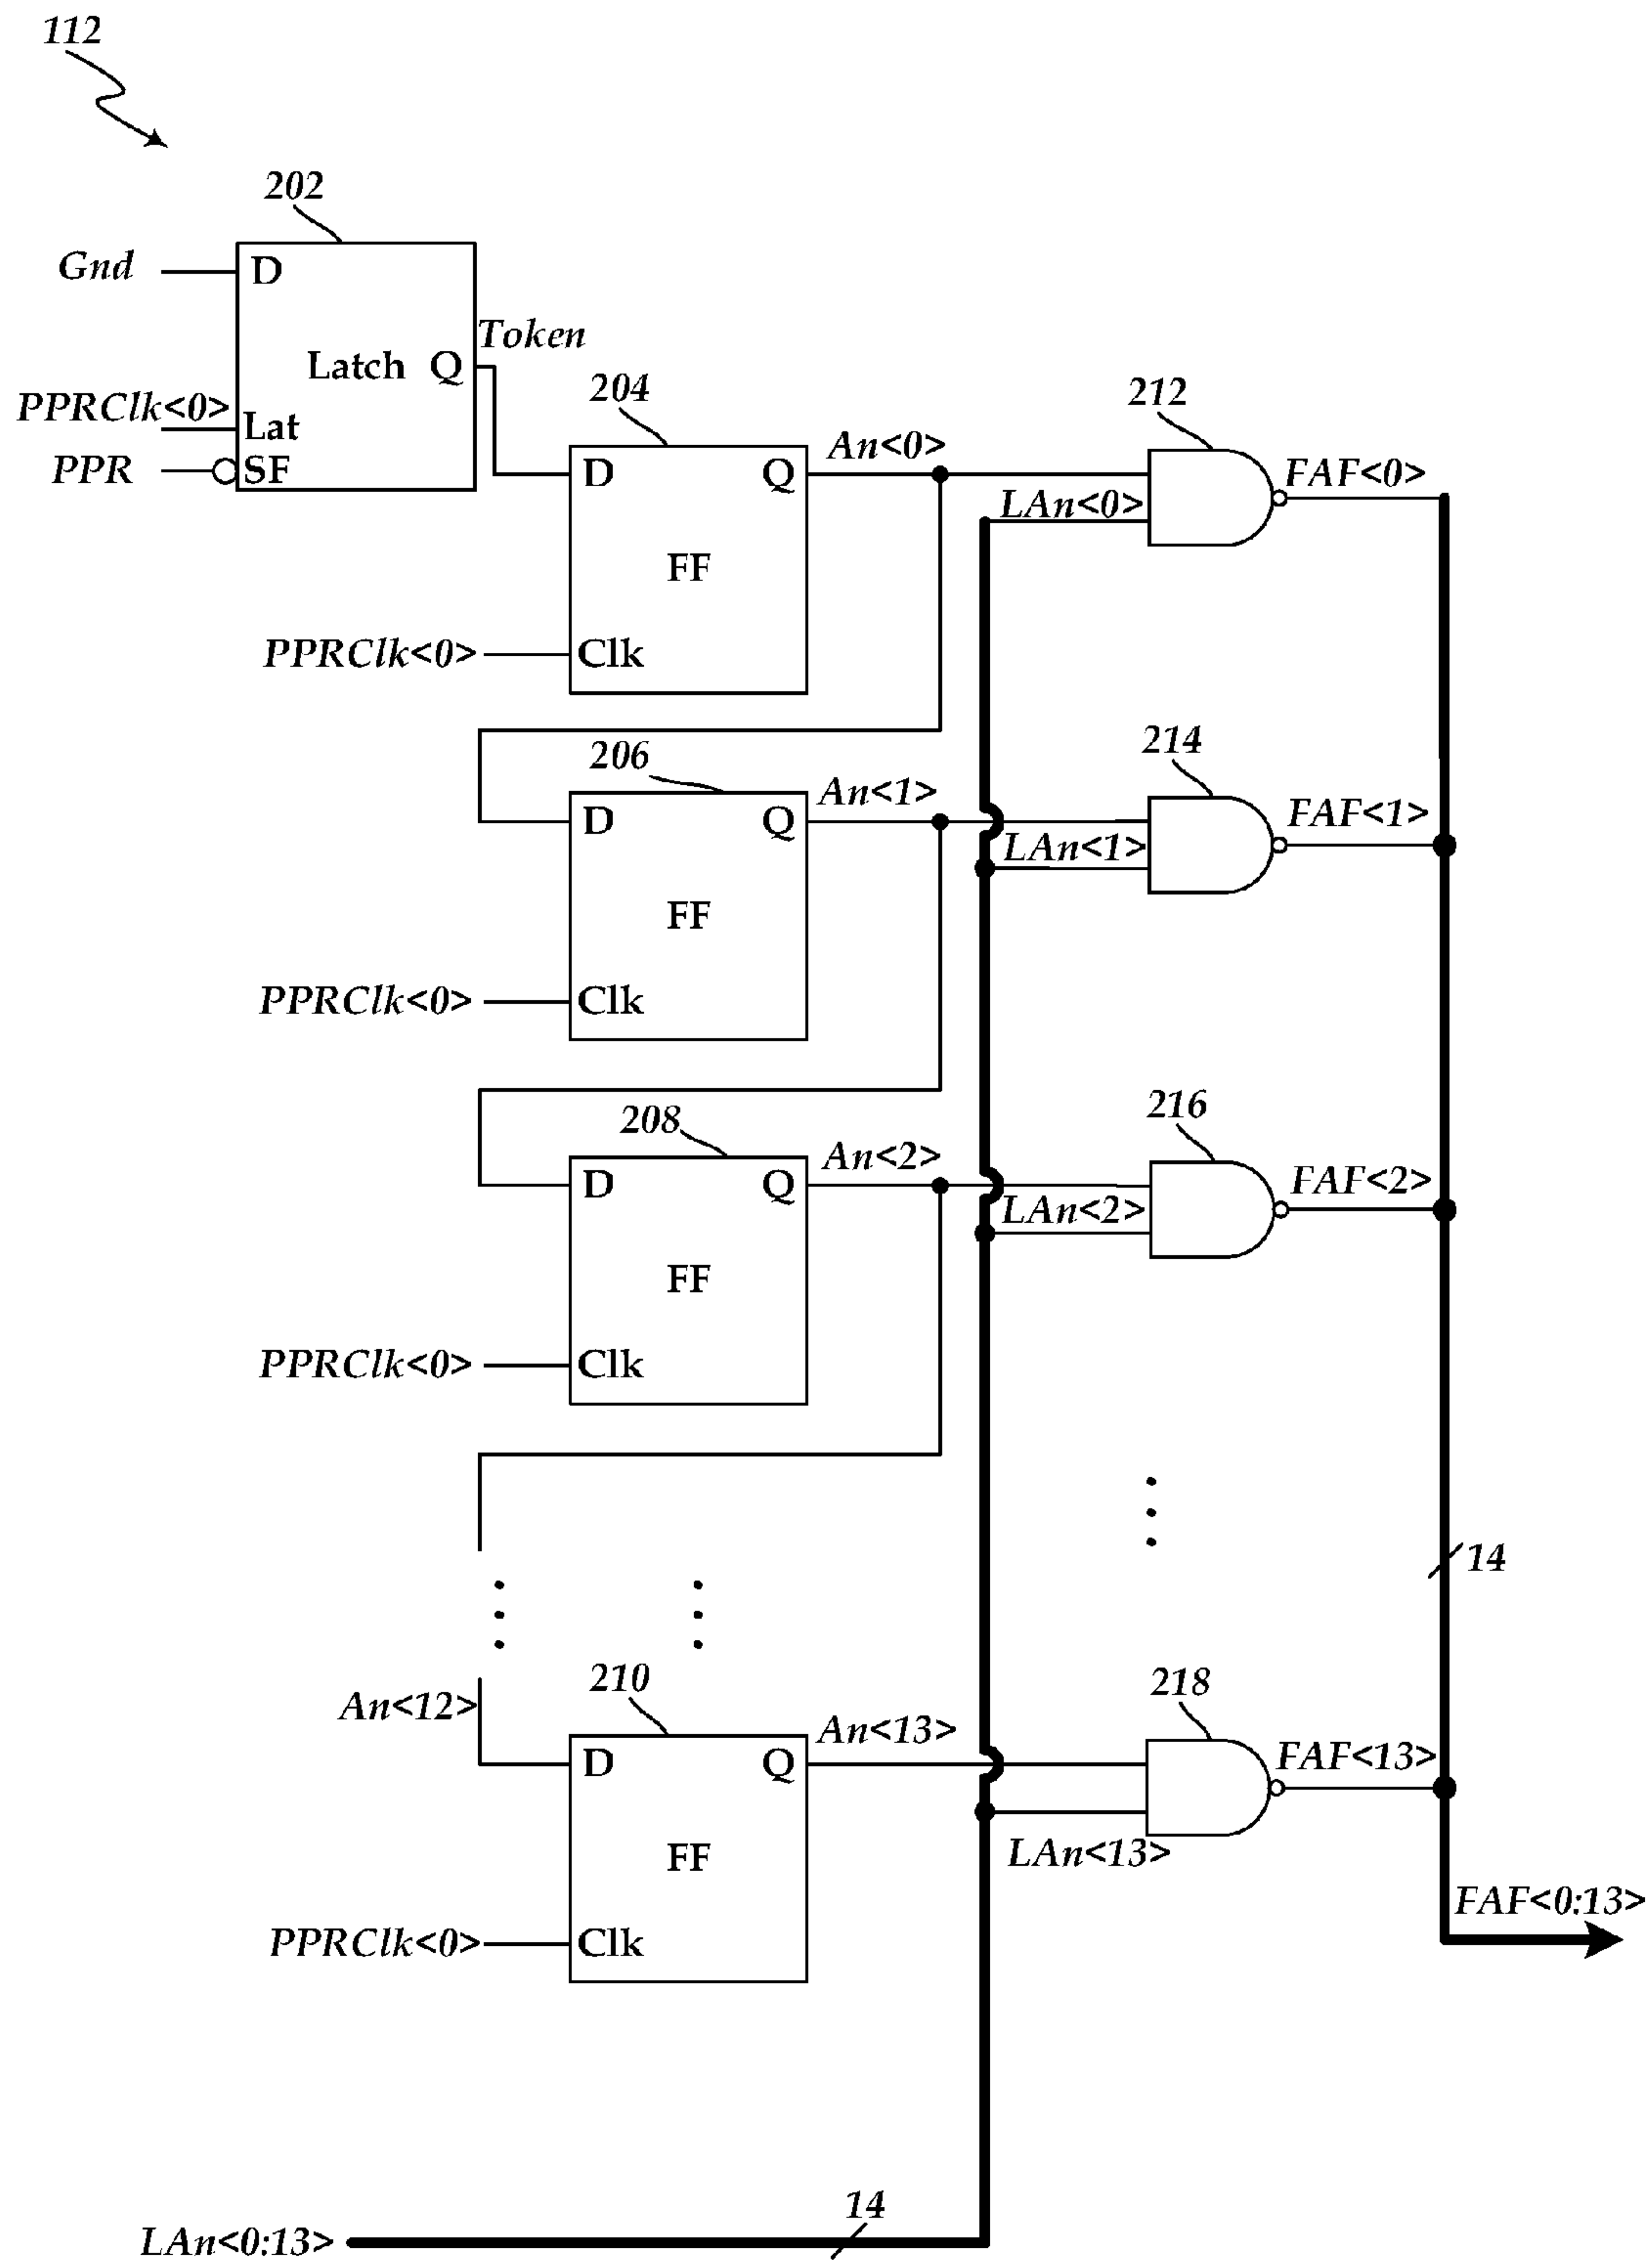 112
202
Gnd
D
Token
Latch Q
PPRClk<0>
Lat
PPR
SF
204
212
An<0>
FAF<0>
D
Q
LAn<0>
FF
PPRClk<0>
Clk
206
214
An<1>
FAF<1>
D
Q
LAn<1>
FF
PPRClk<0>
Clk
208
216
An<2>
FAF<2>
D
Q
LAn<2>
FF
PPRClk<0>
Clk
14
210
218
An<12>
An<13>
FAF<13>
D
Q
LAn<13>
FF
FAF<0:13>
PPRClk<0>
Clk
14
LAn<0:13>